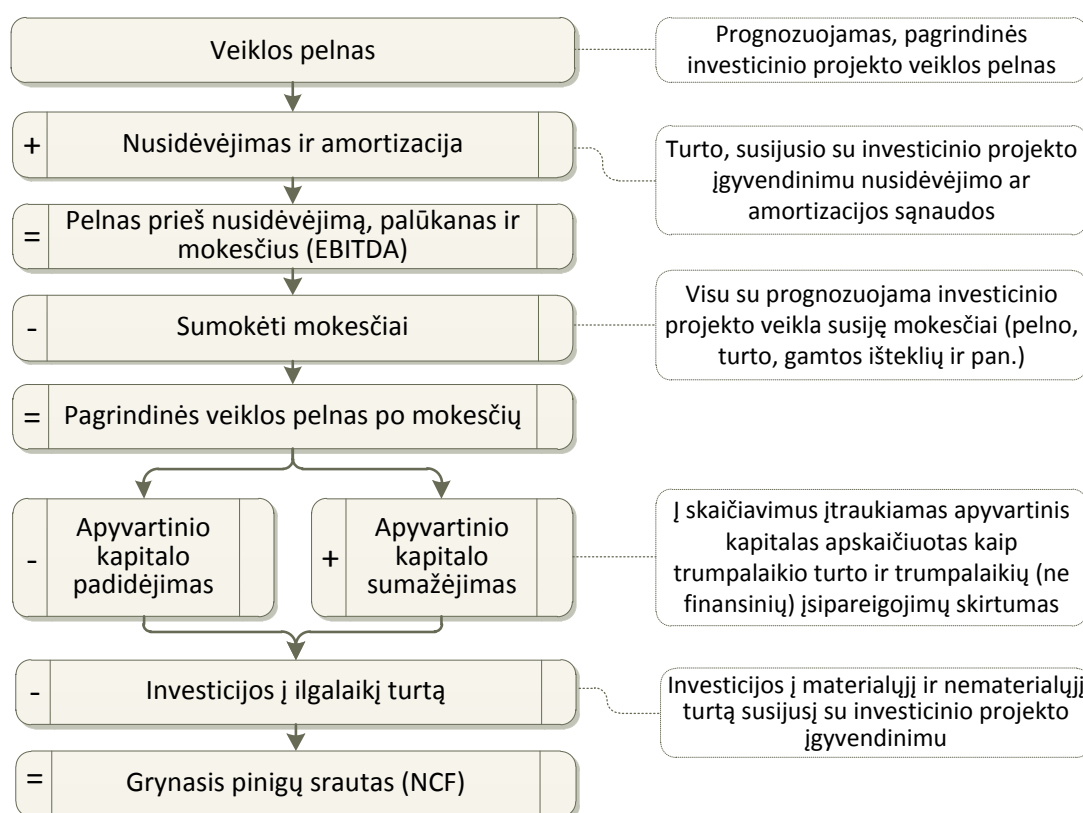 Veiklos pelnas
Prognozuojamas, pagrindinės
investicinio projekto veiklos pelnas
+
Nusidėvėjimas ir amortizacija
Turto, susijusio su investicinio projekto
įgyvendinimu nusidėvėjimo ar
amortizacijos sąnaudos
=
Pelnas prieš nusidėvėjimą, palūkanas ir
mokesčius (EBITDA)
-
Sumokėti mokesčiai
Visu su prognozuojama investicinio
projekto veikla susiję mokesčiai (pelno,
turto, gamtos išteklių ir pan.)
=
Pagrindinės veiklos pelnas po mokesčių
-
Apyvartinio
kapitalo
padidėjimas
+
Apyvartinio
kapitalo
sumažėjimas
Į skaičiavimus įtraukiamas apyvartinis
kapitalas apskaičiuotas kaip
trumpalaikio turto ir trumpalaikių (ne
finansinių) įsipareigojimų skirtumas
-
Investicijos į ilgalaikį turtą
Investicijos į materialųjį ir nematerialųjį
turtą susijusį su investicinio projekto
įgyvendinimu
=
Grynasis pinigų srautas (NCF)